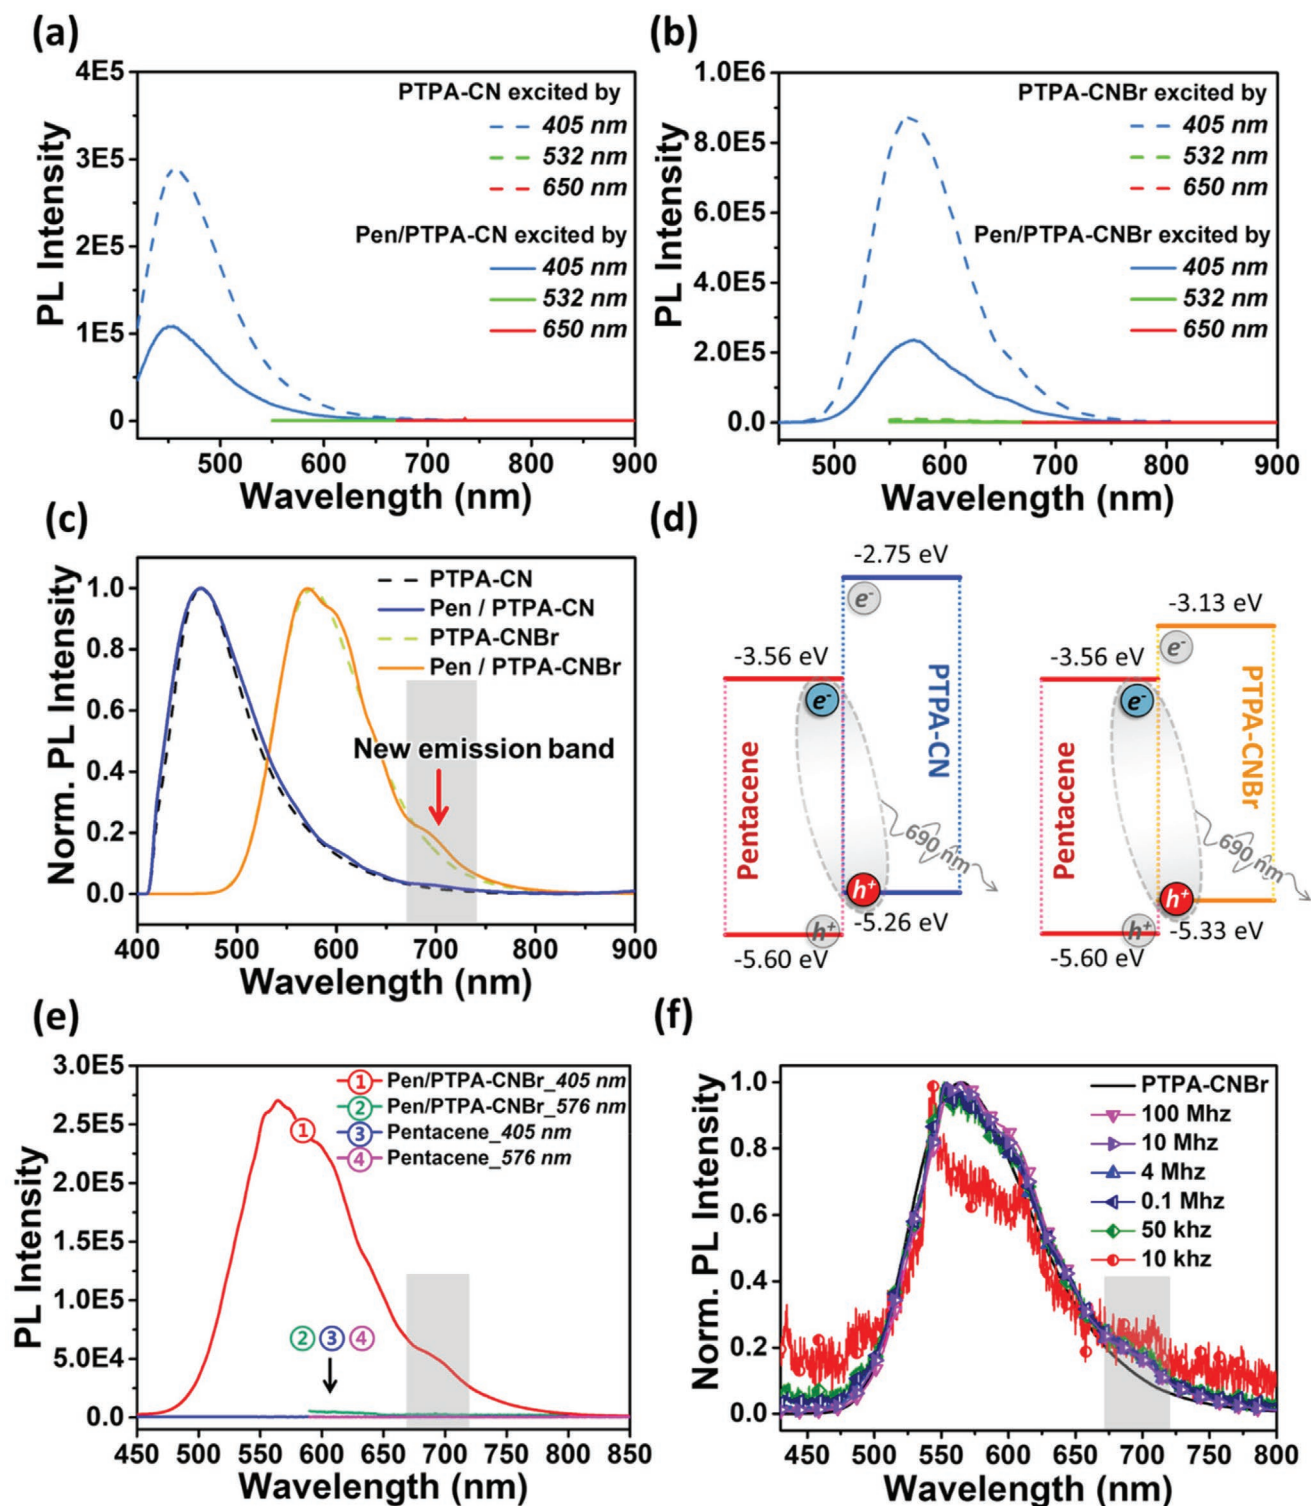 (a)
4E5
3E5
2E5
1E5
0
PL Intensity
PTPA-CN excited by
405 nm
532 nm
650 nm
Pen/PTPA-CN excited by
405 nm
532 nm
650 nm
500 600 700 800 900
Wavelength (nm)
(b)
1.0E6
8.0E5
6.0E5
4.0E5
2.0E5
0.0
PL Intensity
PTPA-CNBr excited by
405 nm
532 nm
650 nm
Pen/PTPA-CNBr excited by
405 nm
532 nm
650 nm
500 600 700 800 900
Wavelength (nm)
(c)
1.0
0.8
0.6
0.4
0.2
0.0
Norm. PL Intensity
PTPA-CN
Pen / PTPA-CN
PTPA-CNBr
Pen / PTPA-CNBr
New emission band
400 500 600 700 800 900
Wavelength (nm)
(d)
-2.75 eV
e-
-3.56 eV
e-
Pentacene
PTPA-CN
690 nm
h+
-5.26 eV
h+
-5.60 eV
-3.13 eV
e-
-3.56 eV
e-
Pentacene
PTPA-CNBr
690 nm
h+
-5.33 eV
h+
-5.60 eV
(e)
3.0E5
2.5E5
2.0E5
1.5E5
1.0E5
5.0E4
0.0
PL Intensity
① Pen/PTPA-CNBr_405 nm
② Pen/PTPA-CNBr_576 nm
③ Pentacene_405 nm
④ Pentacene_576 nm
①
② ③ ④
450 500 550 600 650 700 750 800 850
Wavelength (nm)
(f)
1.0
0.8
0.6
0.4
0.2
0.0
Norm. PL Intensity
PTPA-CNBr
100 Mhz
10 Mhz
4 Mhz
0.1 Mhz
50 khz
10 khz
450 500 550 600 650 700 750 800
Wavelength (nm)